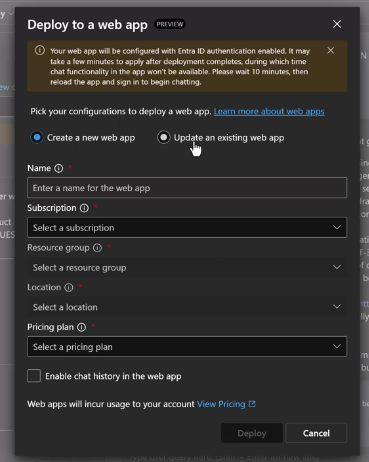 Deploy to a web app PREVIEW
Your web app will be configured with Entra ID authentication enabled. It may
take a few minutes to apply after deployment completes, during which time
chat functionality in the app won't be available. Please wait 10 minutes, then
reload the app and sign in to begin chatting.
Pick your configurations to deploy a web app. Learn more about web apps
Create a new web app
Update an existing web app
Name *
Enter a name for the web app
Subscription *
Select a subscription
Resource group *
Select a resource group
Location *
Select a location
Pricing plan *
Select a pricing plan
Enable chat history in the web app
Web apps will incur usage to your account View Pricing
Deploy
Cancel